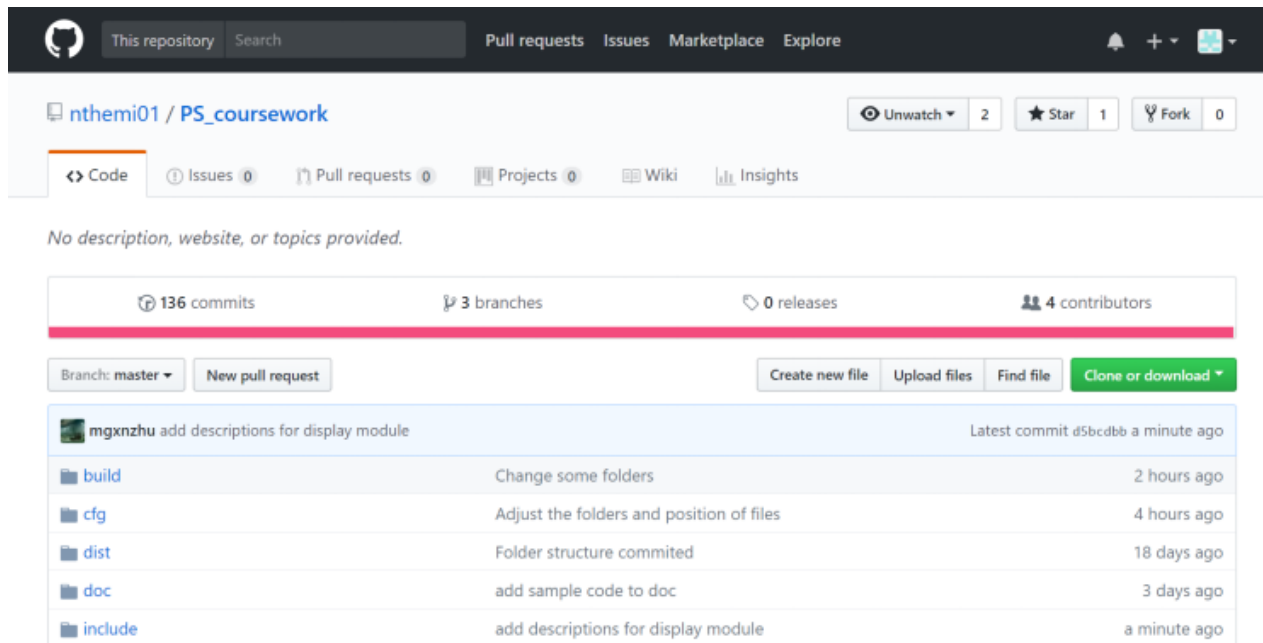 This repository Search Pull requests Issues Marketplace Explore
nthemi01 / PS_coursework Unwatch 2 Star 1 Fork 0
Code Issues 0 Pull requests 0 Projects 0 Wiki Insights
No description, website, or topics provided.
136 commits 3 branches 0 releases 4 contributors
Branch: master New pull request Create new file Upload files Find file Clone or download
mgxnzhu add descriptions for display module Latest commit d5bcdbb a minute ago
build Change some folders 2 hours ago
cfg Adjust the folders and position of files 4 hours ago
dist Folder structure commited 18 days ago
doc add sample code to doc 3 days ago
include add descriptions for display module a minute ago